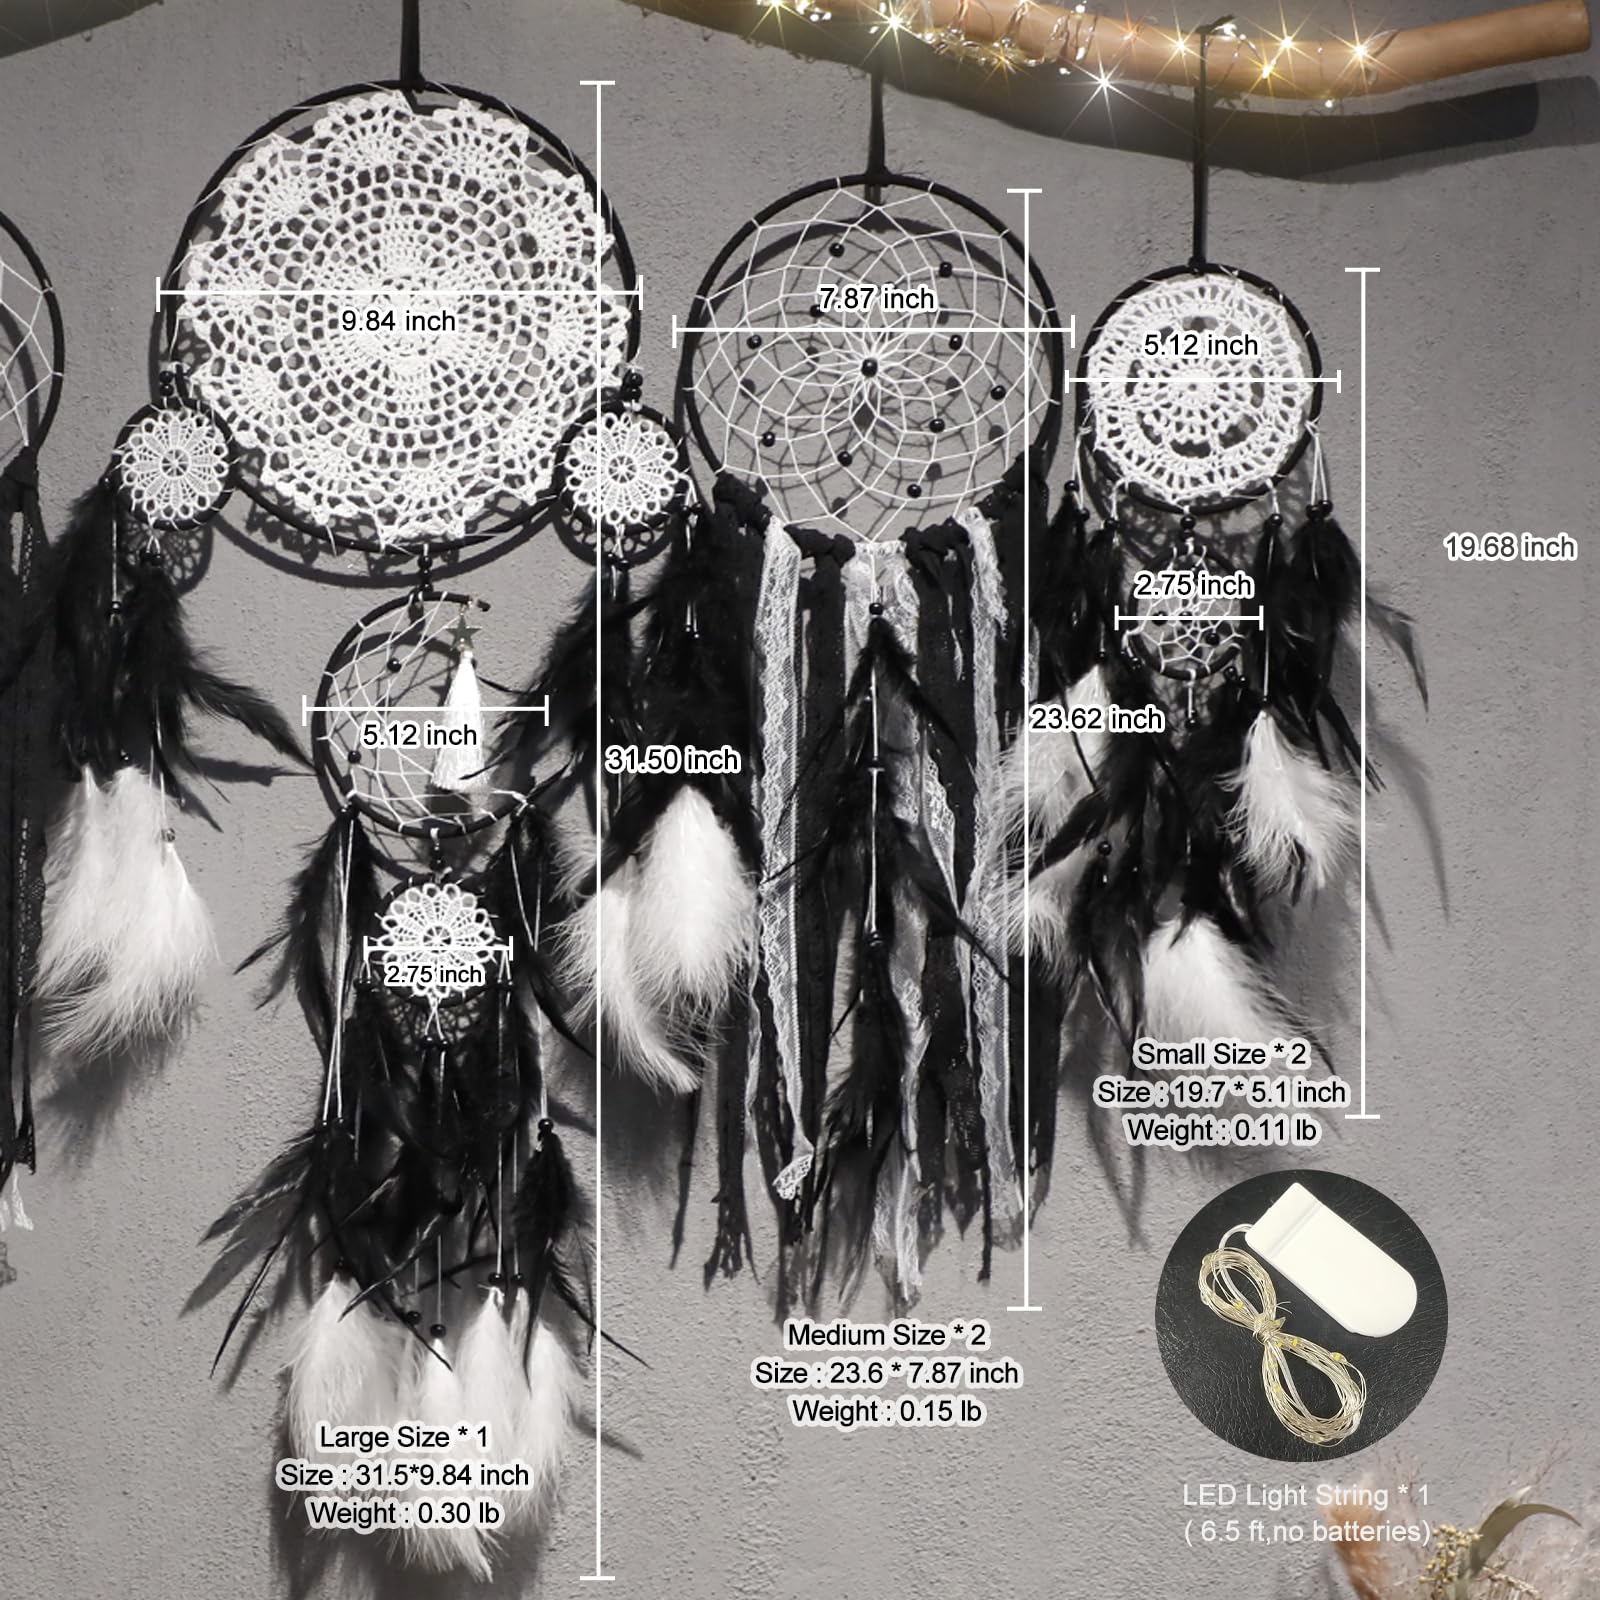 9.84 inch
7.87 inch
5.12 inch
19.68 inch
2.75 inch
5.12 inch
23.62 inch
31.50 inch
2.75 inch
Small Size * 2
Size : 19.7 * 5.1 inch
Weight : 0.11 lb
Medium Size * 2
Size : 23.6 * 7.87 inch
Weight : 0.15 lb
Large Size * 1
Size : 31.5*9.84 inch
Weight : 0.30 lb
LED Light String * 1
( 6.5 ft,no batteries)